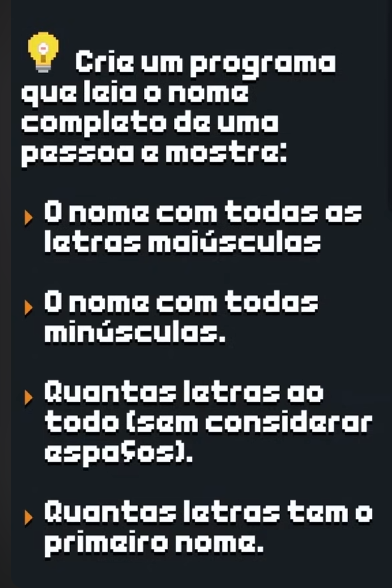 Crie um programa
que leia o nome
completo de uma
pessoa e mostre:
O nome com todas as
letras maiúsculas
O nome com todas
minúsculas.
Quantas letras ao
todo (sem considerar
espaços).
Quantas letras tem o
primeiro nome.